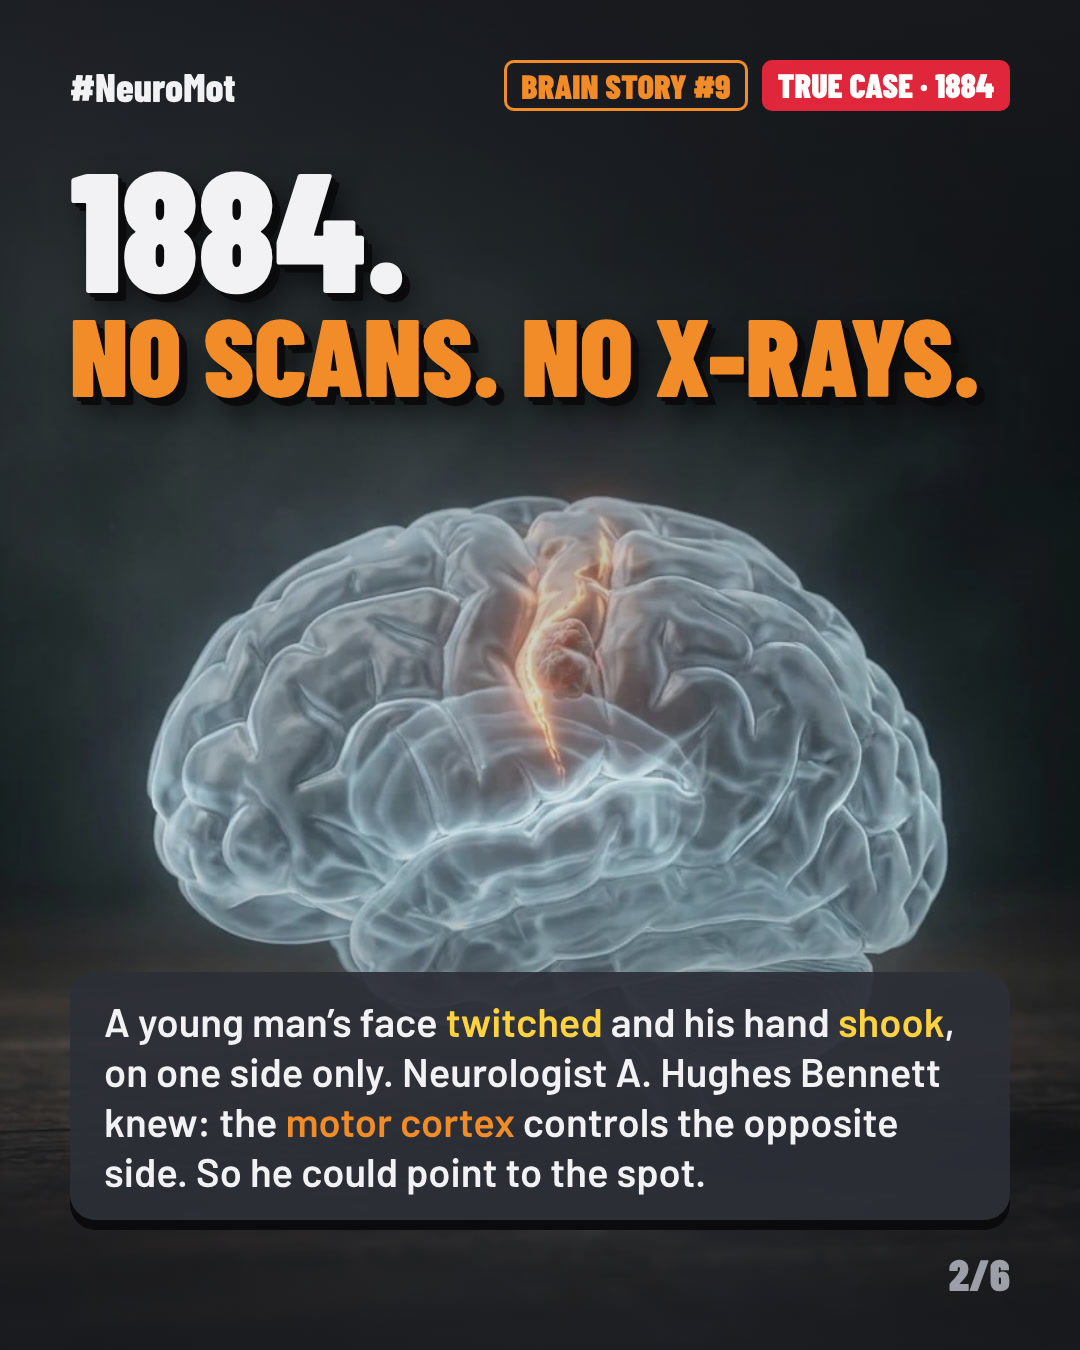 #NeuroMot
BRAIN STORY #9
TRUE CASE · 1884
1884.
NO SCANS. NO X-RAYS.
A young man’s face twitched and his hand shook,
on one side only. Neurologist A. Hughes Bennett
knew: the motor cortex controls the opposite
side. So he could point to the spot.
2/6